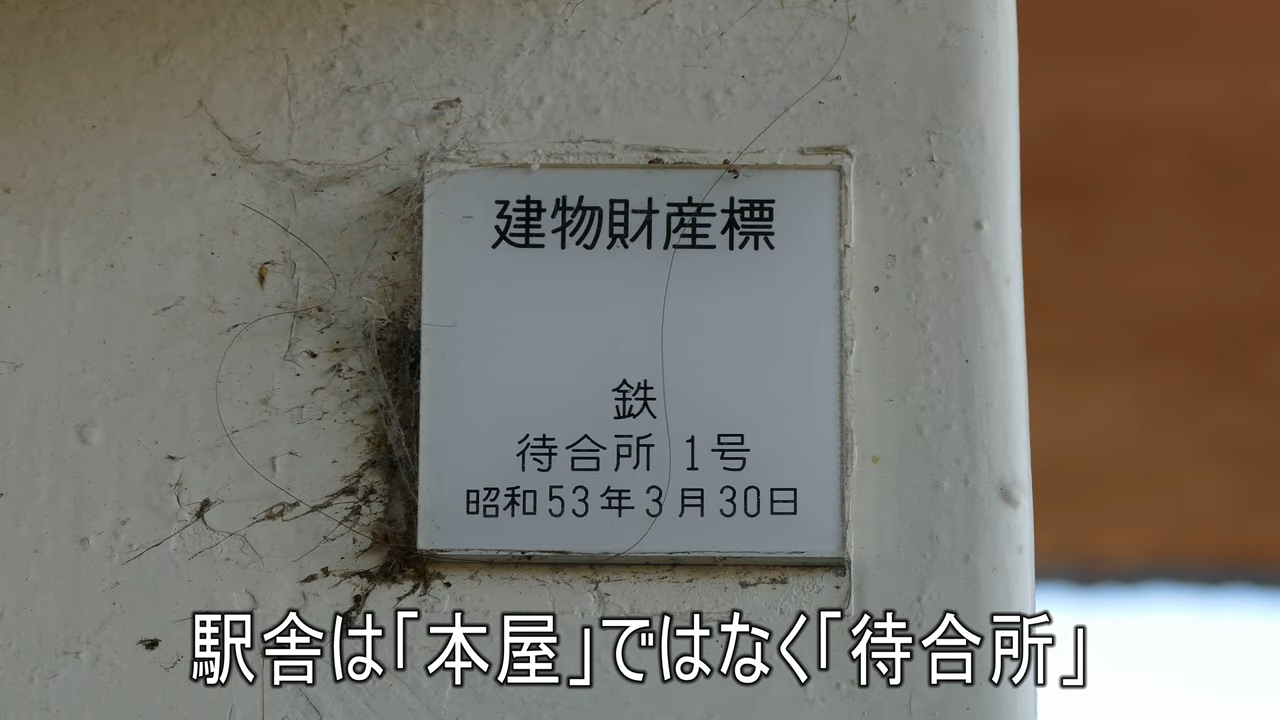 建物財産標
鉄
待合所 1号
昭和53年3月30日
駅舎は「本屋」ではなく「待合所」